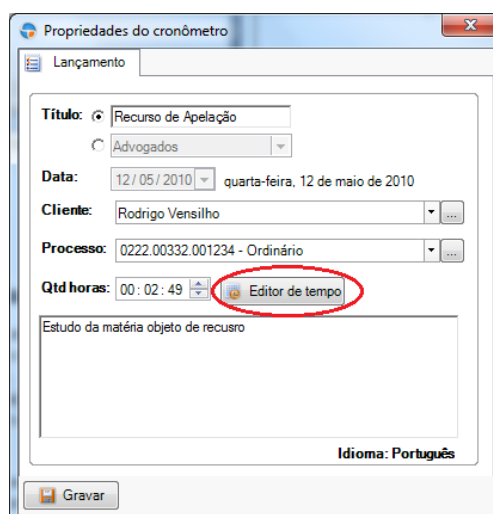 Propriedades do cronômetro
Lançamento
Título: Recurso de Apelação
Advogados
Data: 12/05/2010 quarta-feira, 12 de maio de 2010
Cliente: Rodrigo Vensilho ...
Processo: 0222.00332.001234 - Ordinário ...
Qtd horas: 00:02:49 Editor de tempo
Estudo da matéria objeto de recusro
Idioma: Português
Gravar